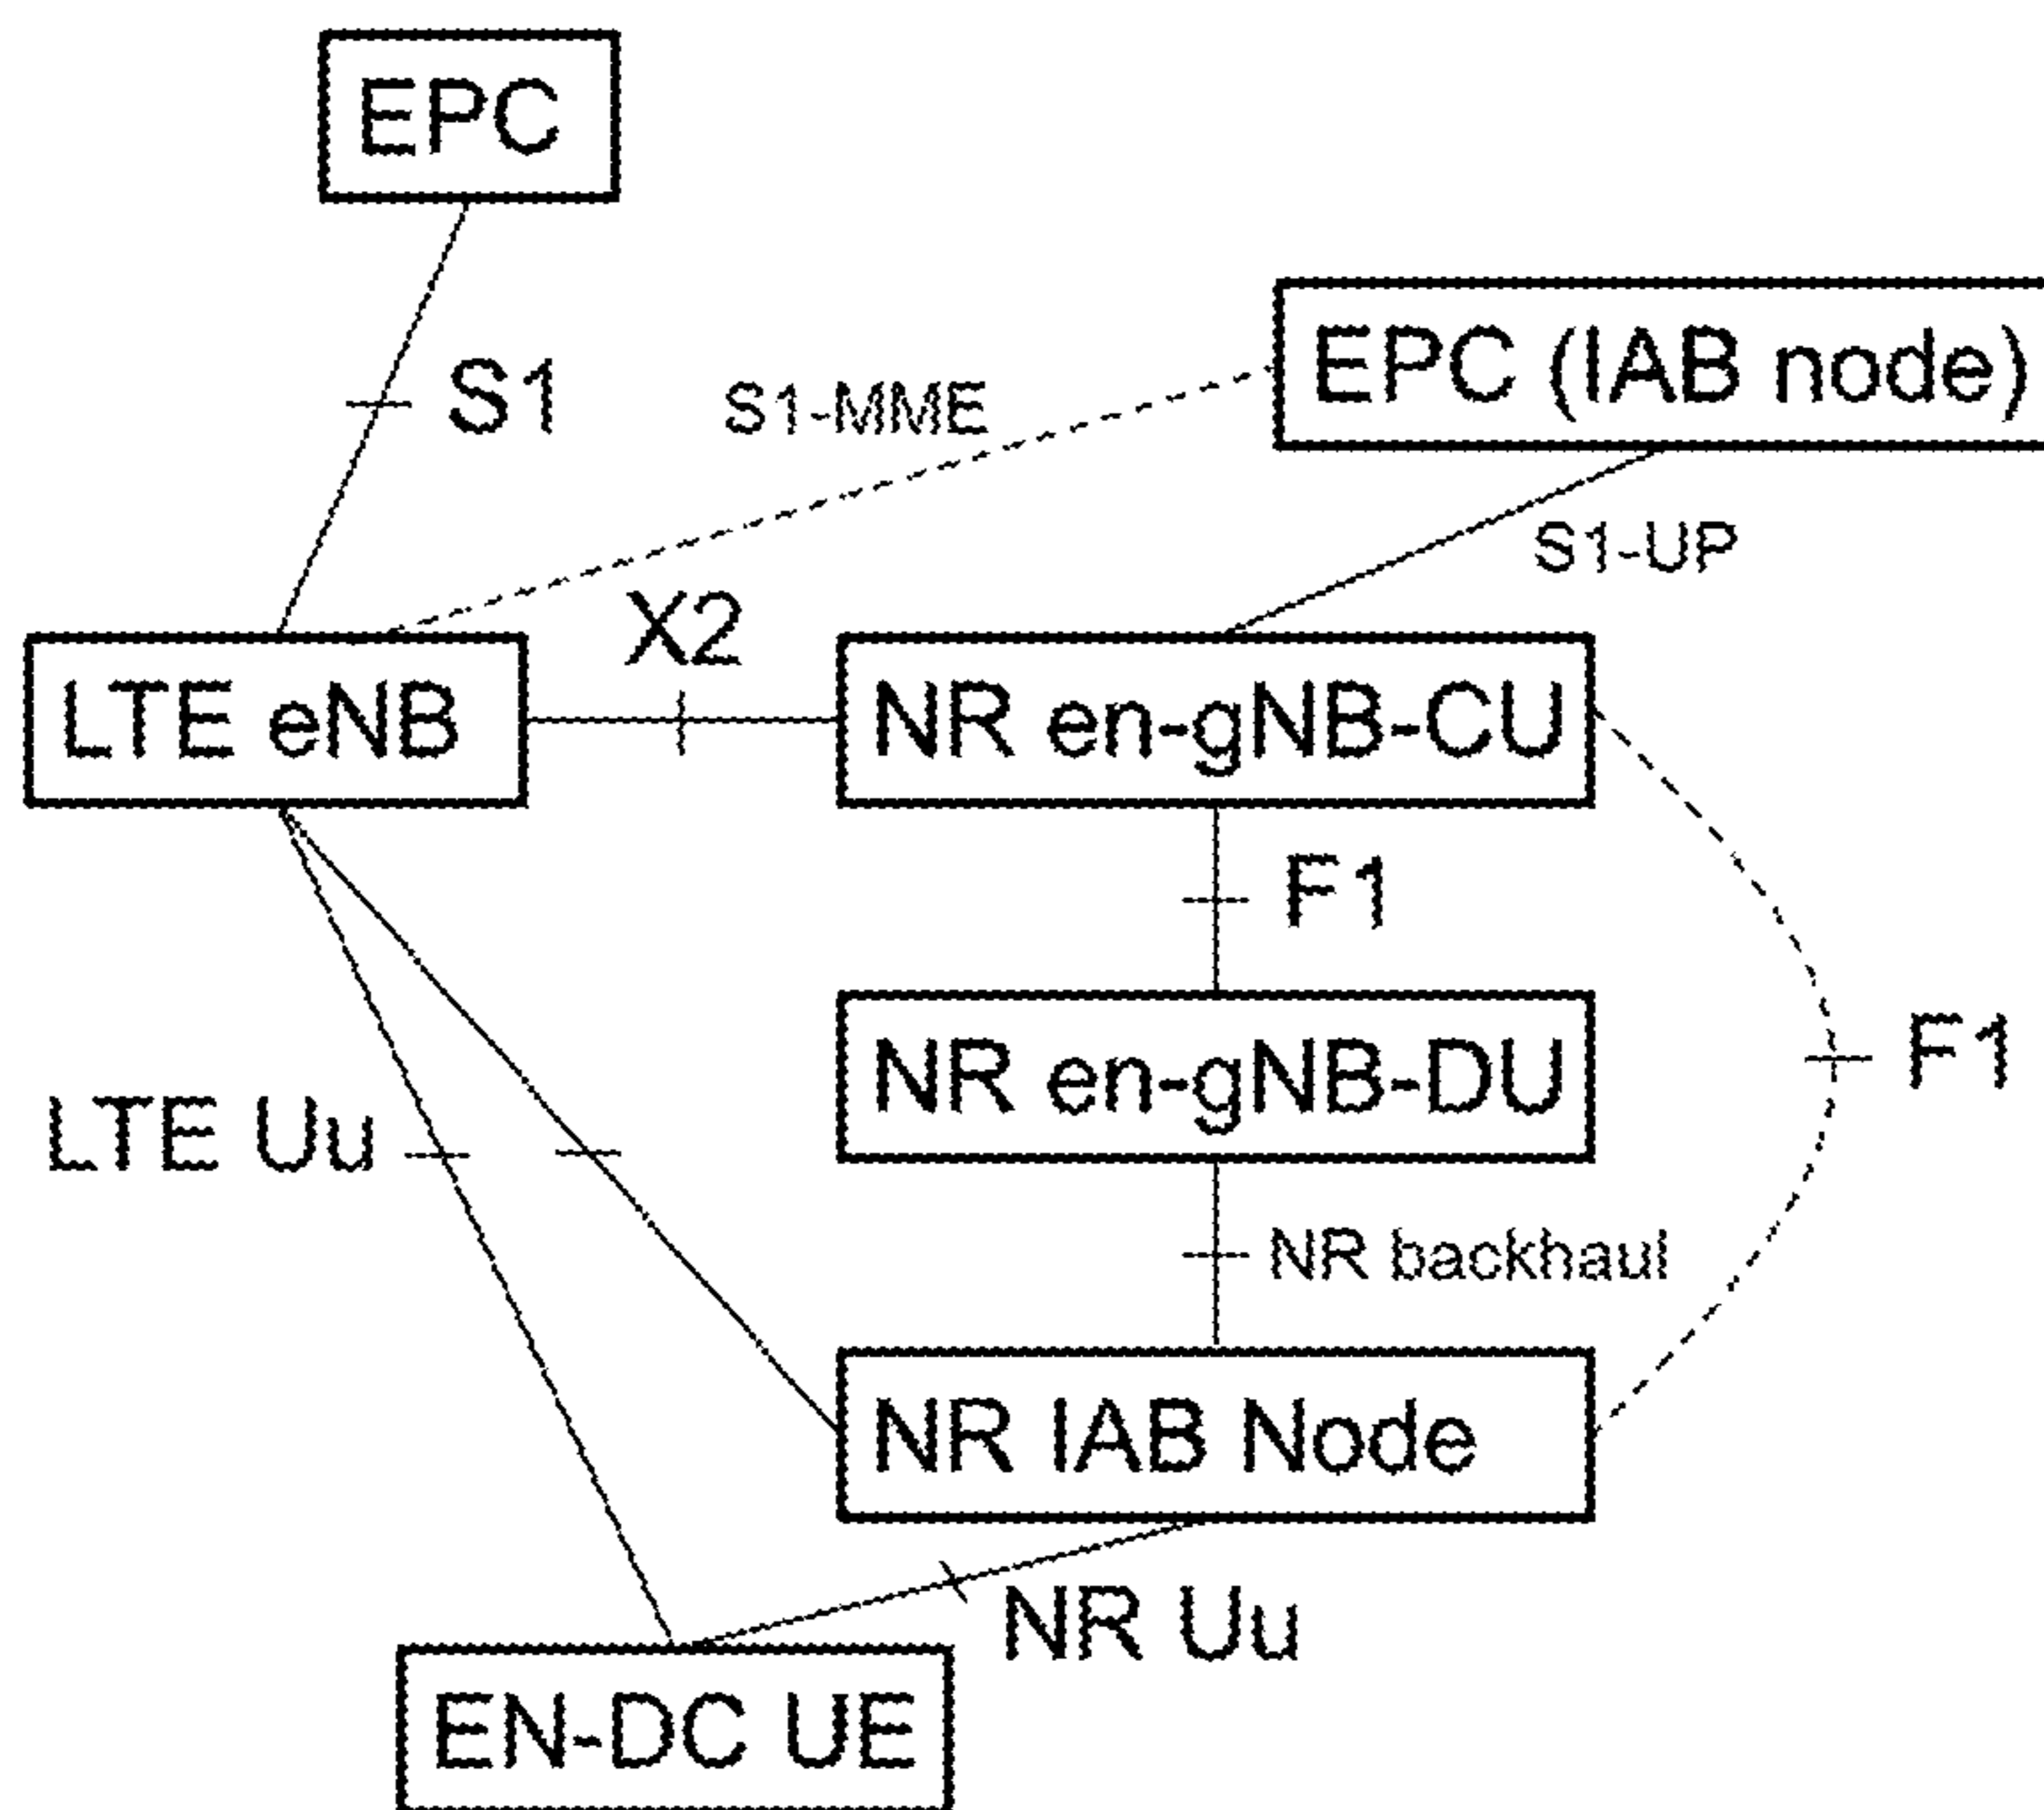 EPC
EPC (IAB node)
S1
S1-MME
S1-UP
X2
LTE eNB
NR en-gNB-CU
F1
NR en-gNB-DU
F1
LTE Uu
NR backhaul
NR IAB Node
NR Uu
EN-DC UE